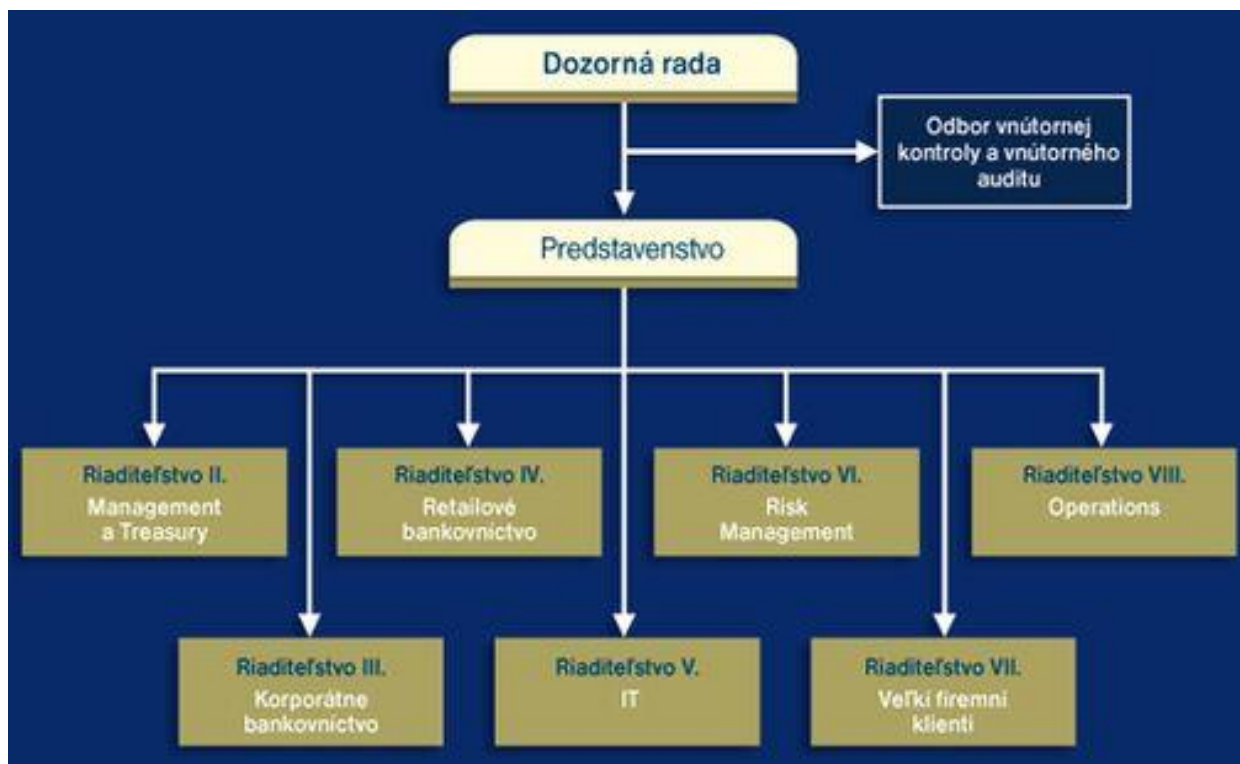 Dozorná rada
Odbor vnútornej
kontroly a vnútorného
auditu
Predstavenstvo
Riaditeľstvo II.
Management
a Treasury
Riaditeľstvo IV.
Retailové
bankovníctvo
Riaditeľstvo VI.
Risk
Management
Riaditeľstvo VIII.
Operations
Riaditeľstvo III.
Korporátne
bankovníctvo
Riaditeľstvo V.
IT
Riaditeľstvo VII.
Veľkí firemní
klienti